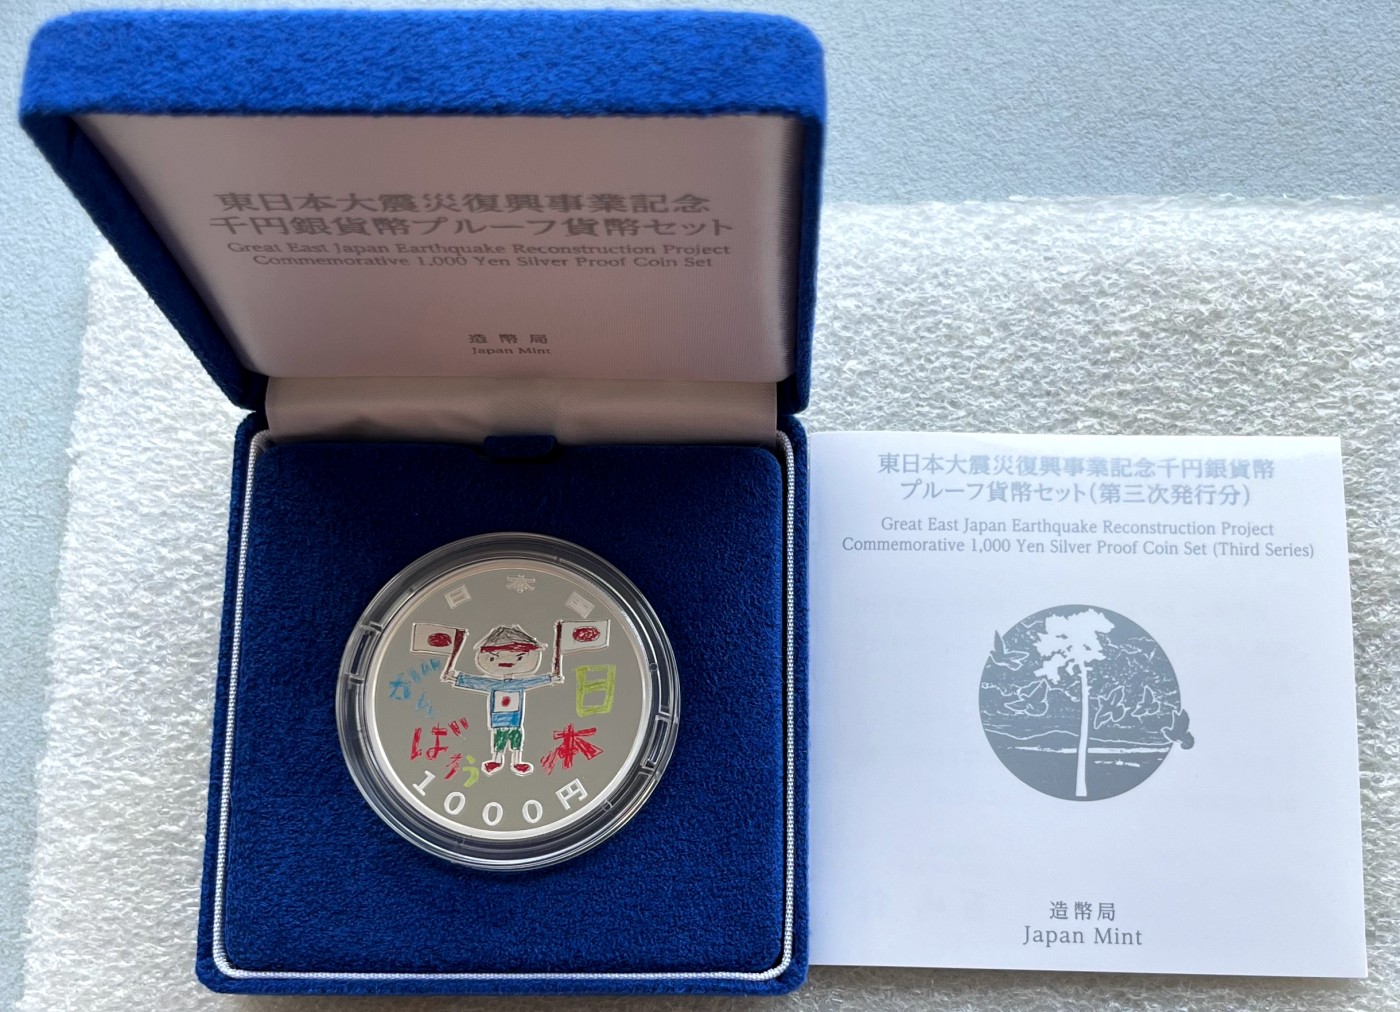 東日本大震災復興事業記念
千円銀貨幣プルーフ貨幣セット
Great East Japan Earthquake Reconstruction Project
Commemorative 1,000 Yen Silver Proof Coin Set
造幣局
Japan Mint
日本国
がんばろう
日本
1000円
東日本大震災復興事業記念千円銀貨幣
プルーフ貨幣セット(第三次発行分)
Great East Japan Earthquake Reconstruction Project
Commemorative 1,000 Yen Silver Proof Coin Set (Third Series)
造幣局
Japan Mint